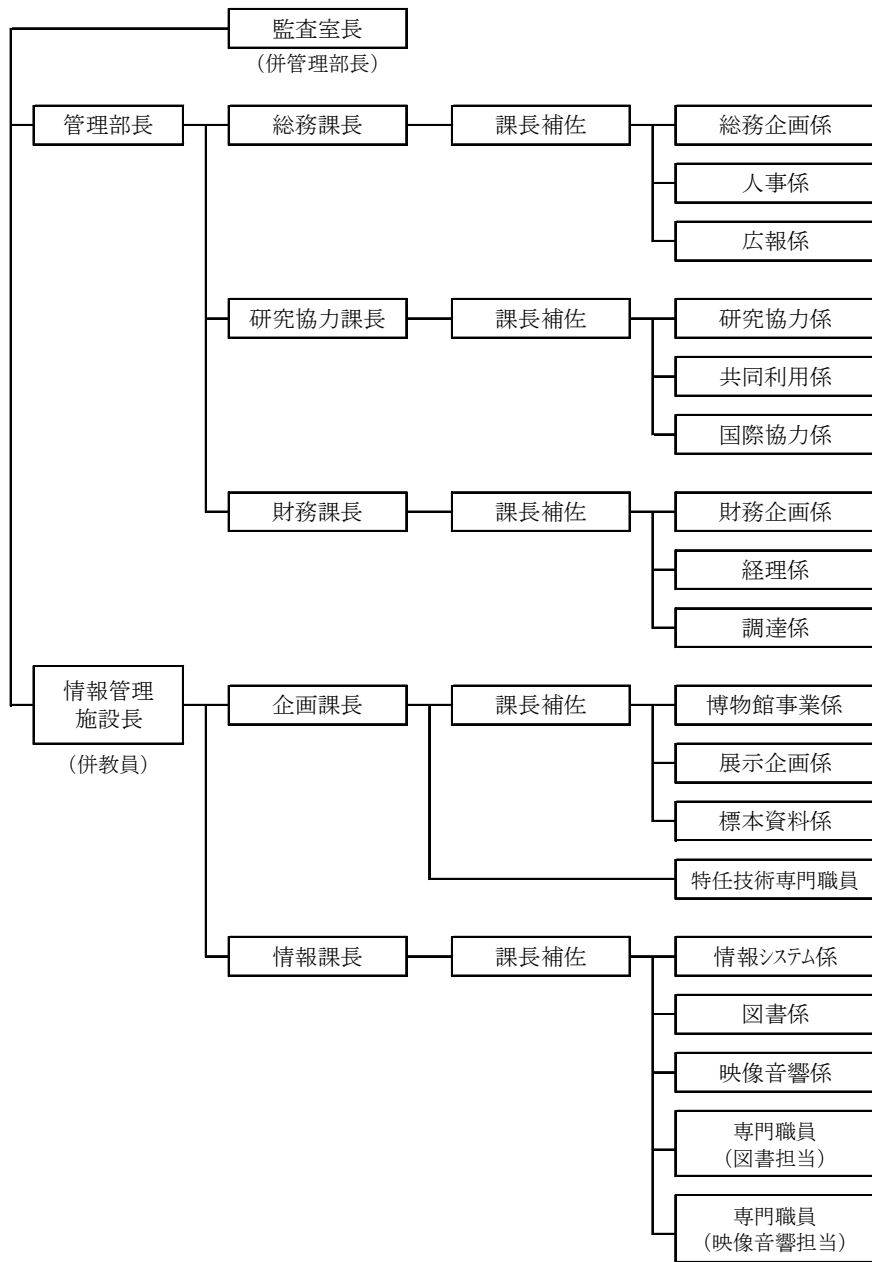 監査室長
（併管理部長）
管理部長
総務課長
課長補佐
総務企画係
人事係
広報係
研究協力課長
課長補佐
研究協力係
共同利用係
国際協力係
財務課長
課長補佐
財務企画係
経理係
調達係
情報管理
施設長
（併教員）
企画課長
課長補佐
博物館事業係
展示企画係
標本資料係
特任技術専門職員
情報課長
課長補佐
情報システム係
図書係
映像音響係
専門職員
（図書担当）
専門職員
（映像音響担当）